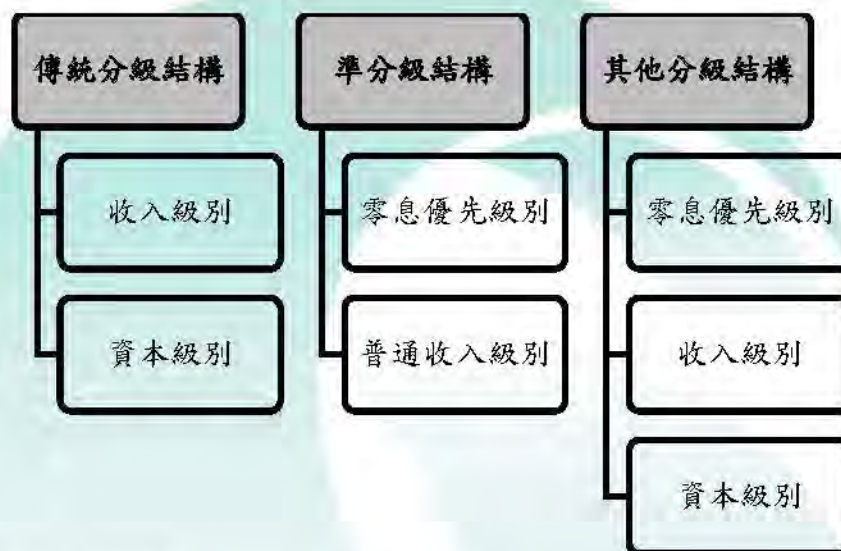 傳統分級結構
收入級別
資本級別
準分級結構
零息優先級別
普通收入級別
其他分級結構
零息優先級別
收入級別
資本級別